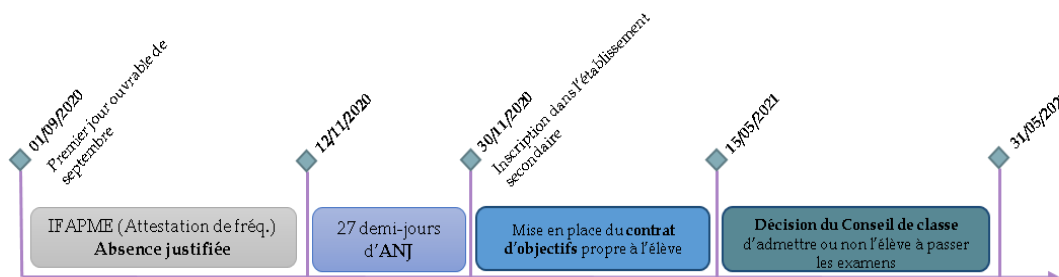 01/09/2020
Premier jour ouvrable de
septembre
12/11/2020
30/11/2020
Inscription dans l'établissement
secondaire
15/05/2021
IFAPME (Attestation de fréq.)
Absence justifiée
27 demi-jours
d'ANJ
Mise en place du contrat
d'objectifs propre à l'élève
Décision du Conseil de classe
d'admettre ou non l'élève à passer
les examens